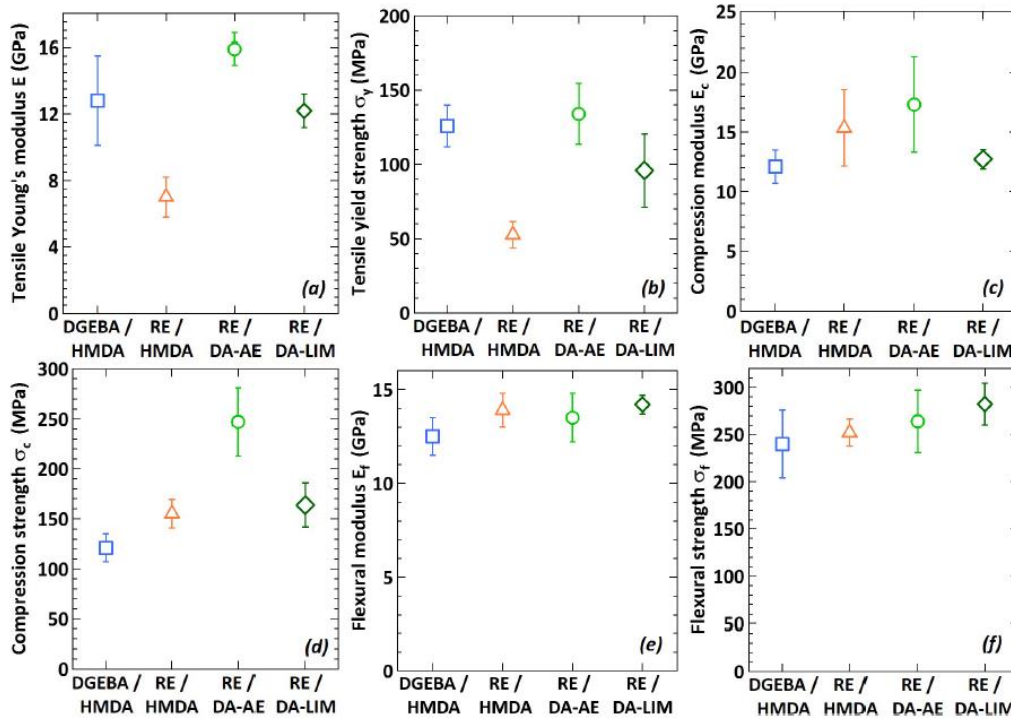 Tensile Young's modulus E (GPa)
16
12
8
4
0
(a)
DGEBA / HMDA
RE / HMDA
RE / DA-AE
RE / DA-LIM
Tensile yield strength σy (MPa)
200
150
100
50
0
(b)
DGEBA / HMDA
RE / HMDA
RE / DA-AE
RE / DA-LIM
Compression modulus Ec (GPa)
25
20
15
10
5
0
(c)
DGEBA / HMDA
RE / HMDA
RE / DA-AE
RE / DA-LIM
Compression strength σc (MPa)
300
250
200
150
100
50
0
(d)
DGEBA / HMDA
RE / HMDA
RE / DA-AE
RE / DA-LIM
Flexural modulus Ef (GPa)
15
10
5
0
(e)
DGEBA / HMDA
RE / HMDA
RE / DA-AE
RE / DA-LIM
Flexural strength σf (MPa)
300
250
200
150
100
50
0
(f)
DGEBA / HMDA
RE / HMDA
RE / DA-AE
RE / DA-LIM